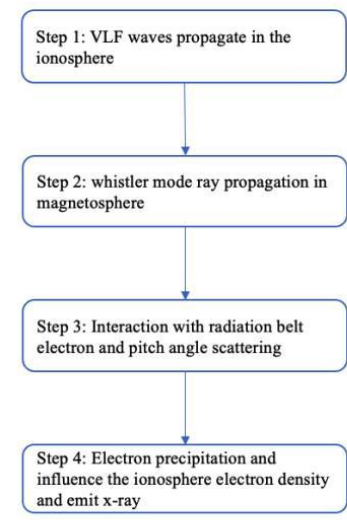 Step 1: VLF waves propagate in the
ionosphere
Step 2: whistler mode ray propagation in
magnetosphere
Step 3: Interaction with radiation belt
electron and pitch angle scattering
Step 4: Electron precipitation and
influence the ionosphere electron density
and emit x-ray